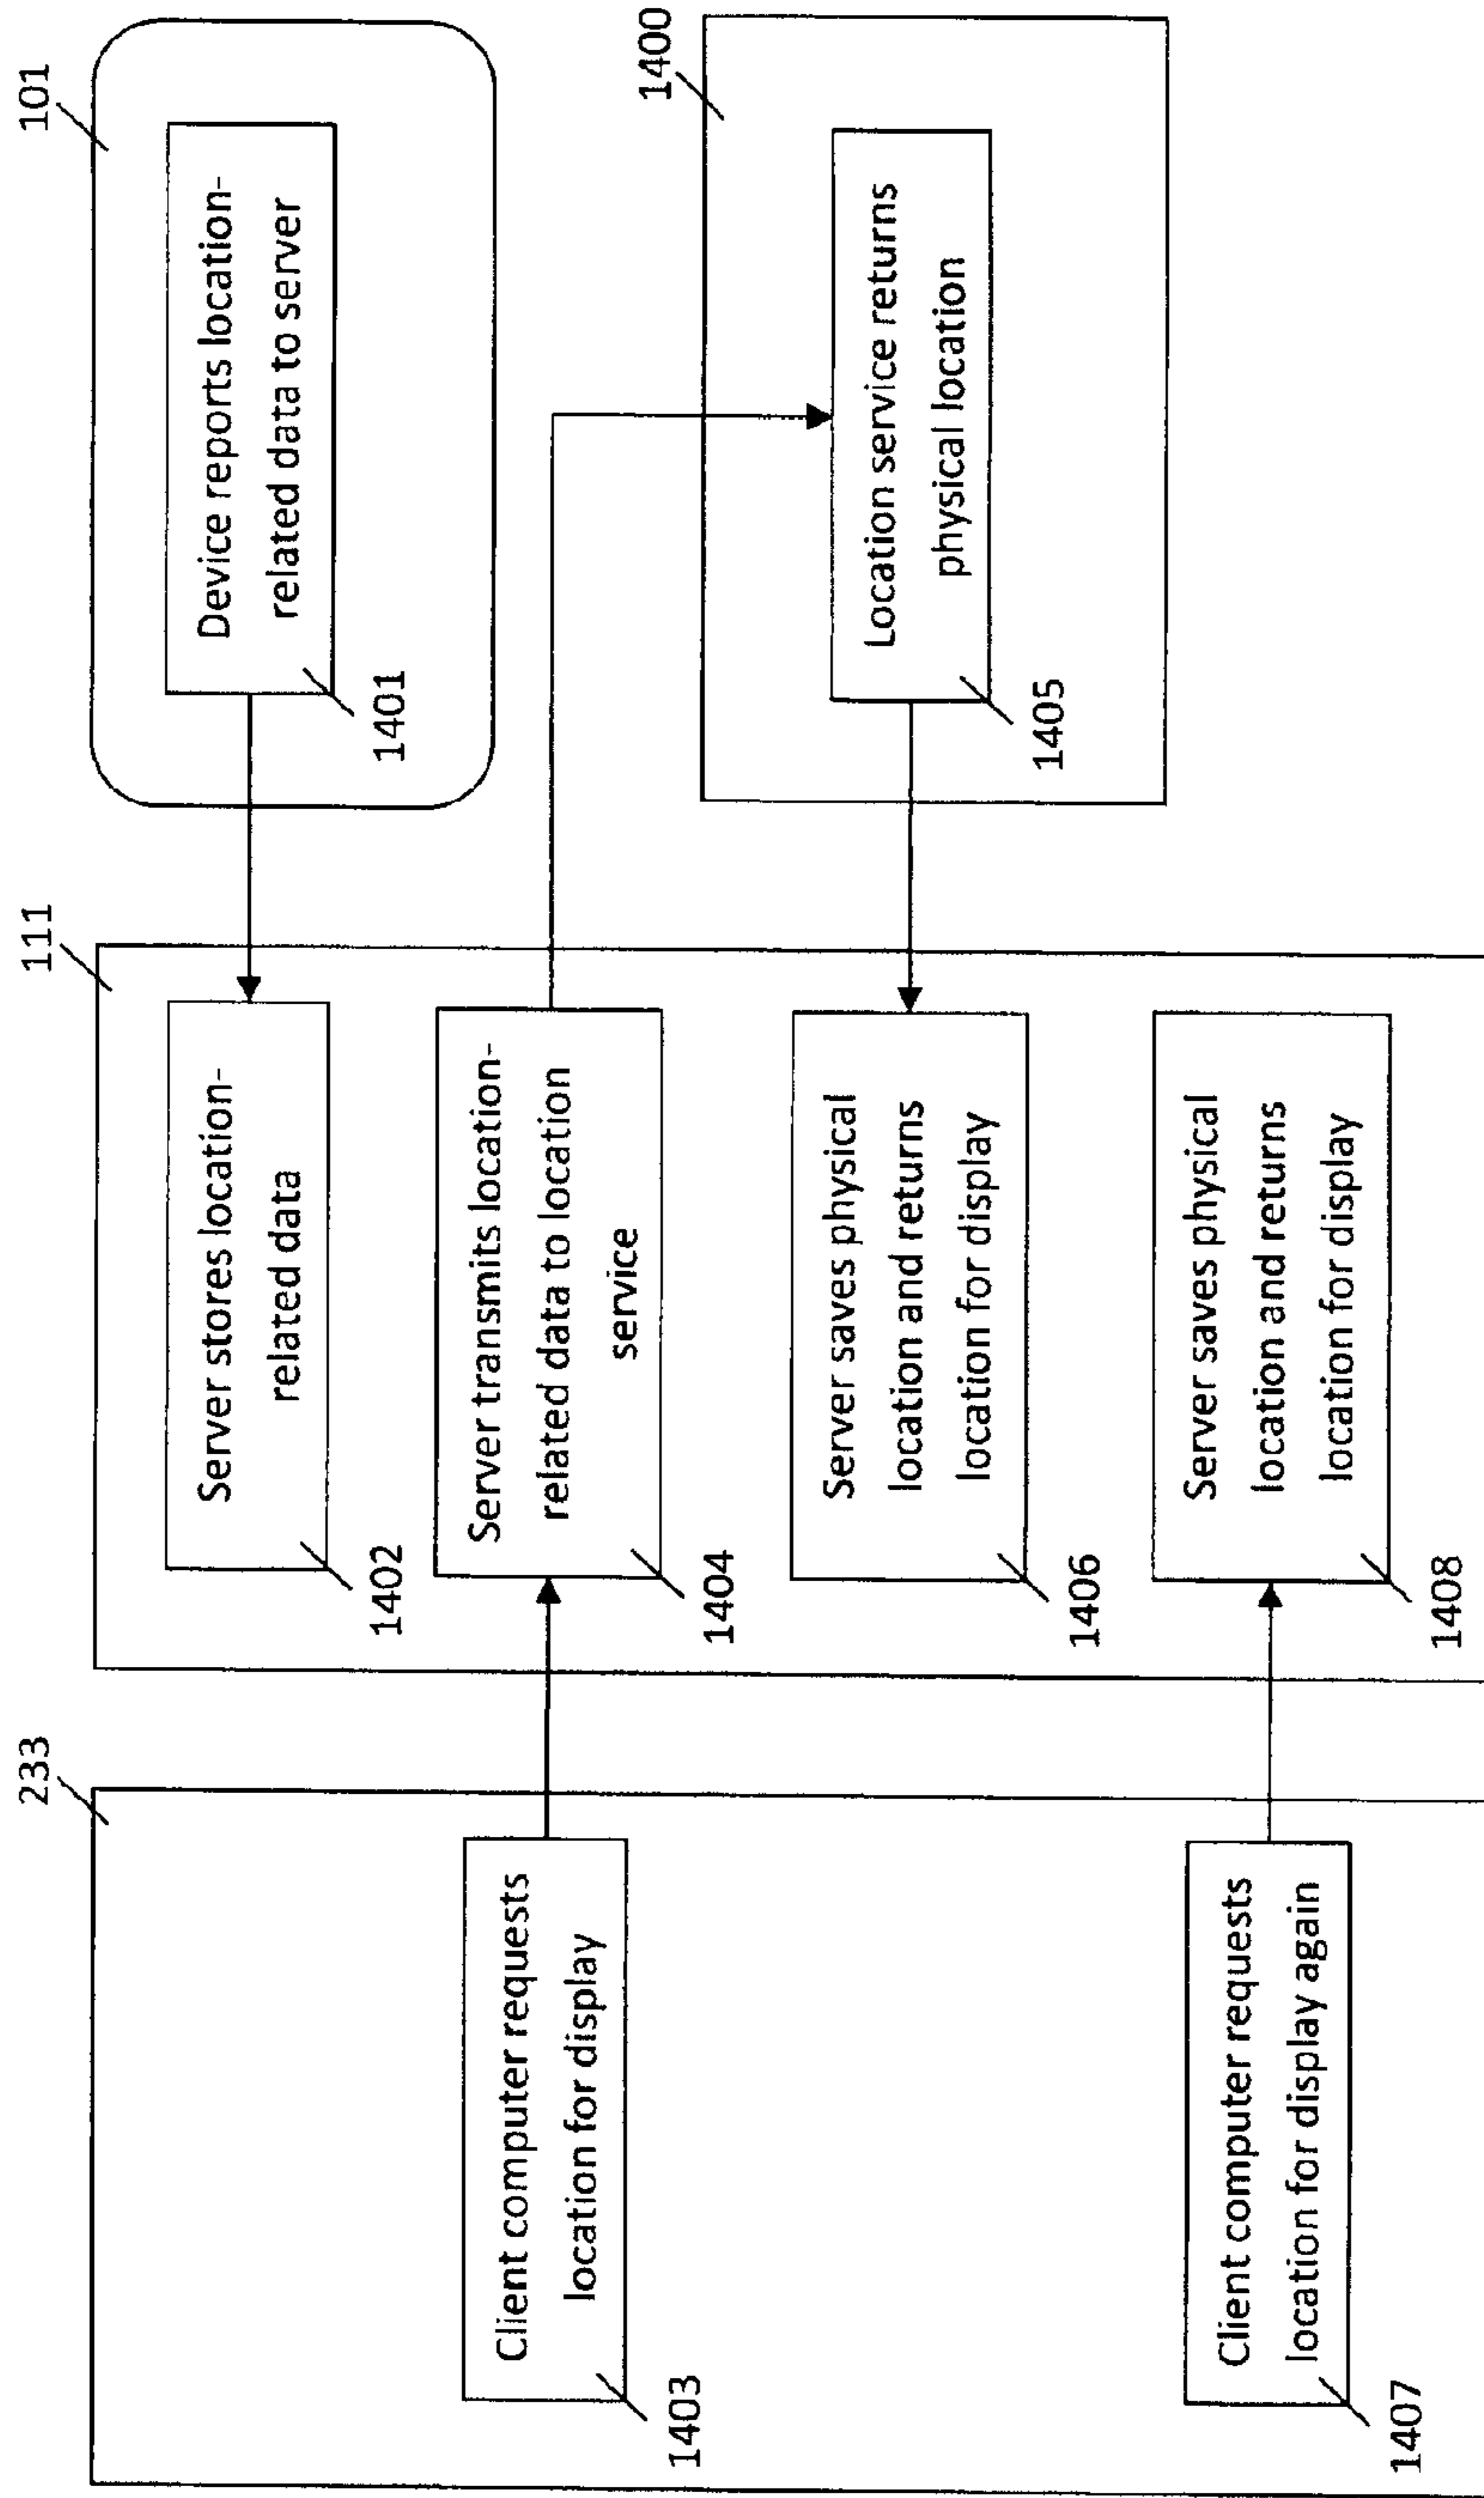 233
111
101
Server stores location-
related data
1402
Device reports location-
related data to server
1401
Client computer requests
location for display
1403
Server transmits location-
related data to location
service
1404
1400
Location service returns
physical location
1405
Server saves physical
location and returns
location for display
1406
Client computer requests
location for display again
1407
Server saves physical
location and returns
location for display
1408